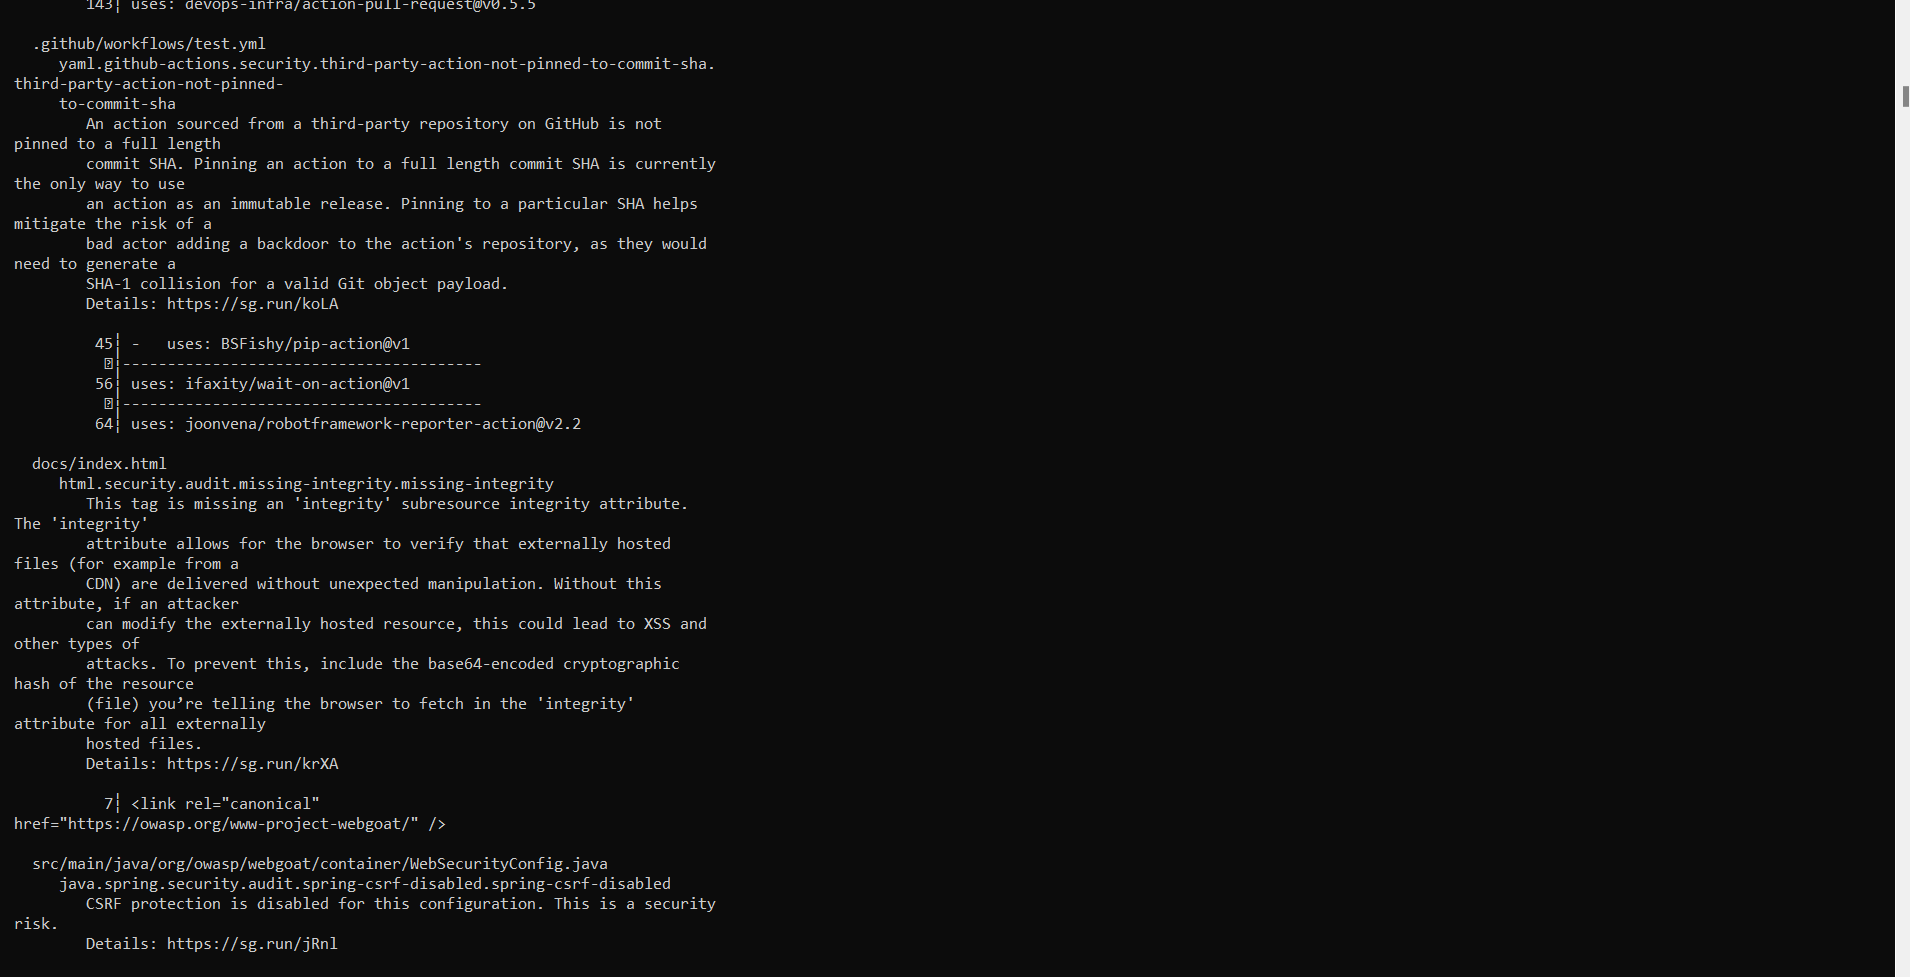 143¦ uses: devops-infra/action-pull-request@v0.5.5
.github/workflows/test.yml
yaml.github-actions.security.third-party-action-not-pinned-to-commit-sha.
third-party-action-not-pinned-
to-commit-sha
An action sourced from a third-party repository on GitHub is not
pinned to a full length
commit SHA. Pinning an action to a full length commit SHA is currently
the only way to use
an action as an immutable release. Pinning to a particular SHA helps
mitigate the risk of a
bad actor adding a backdoor to the action's repository, as they would
need to generate a
SHA-1 collision for a valid Git object payload.
Details: https://sg.run/koLA
45¦ -   uses: BSFishy/pip-action@v1
⍰¦----------------------------------------
56¦ uses: ifaxity/wait-on-action@v1
⍰¦----------------------------------------
64¦ uses: joonvena/robotframework-reporter-action@v2.2
docs/index.html
html.security.audit.missing-integrity.missing-integrity
This tag is missing an 'integrity' subresource integrity attribute.
The 'integrity'
attribute allows for the browser to verify that externally hosted
files (for example from a
CDN) are delivered without unexpected manipulation. Without this
attribute, if an attacker
can modify the externally hosted resource, this could lead to XSS and
other types of
attacks. To prevent this, include the base64-encoded cryptographic
hash of the resource
(file) you’re telling the browser to fetch in the 'integrity'
attribute for all externally
hosted files.
Details: https://sg.run/krXA
7¦ <link rel="canonical"
href="https://owasp.org/www-project-webgoat/" />
src/main/java/org/owasp/webgoat/container/WebSecurityConfig.java
java.spring.security.audit.spring-csrf-disabled.spring-csrf-disabled
CSRF protection is disabled for this configuration. This is a security
risk.
Details: https://sg.run/jRnl